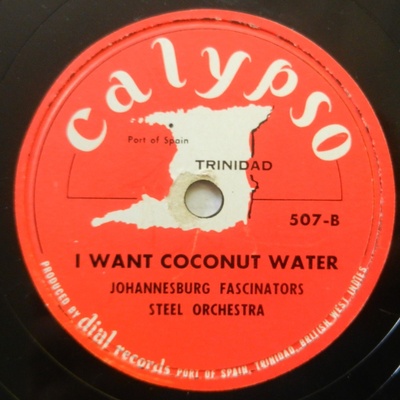 calypso
Port of Spain
TRINIDAD
507-B
I WANT COCONUT WATER
JOHANNESBURG FASCINATORS
STEEL ORCHESTRA
PRODUCED BY dial records PORT OF SPAIN, TRINIDAD, BRITISH WEST INDIES